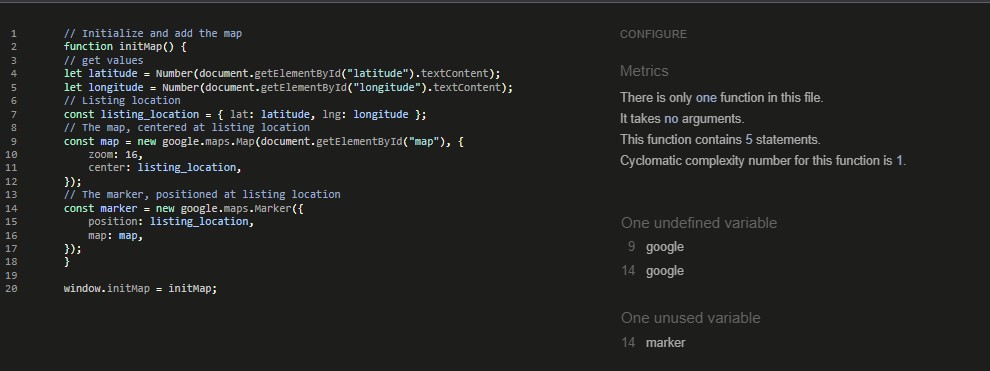 1 // Initialize and add the map
2 function initMap() {
3 // get values
4 let latitude = Number(document.getElementById("latitude").textContent);
5 let longitude = Number(document.getElementById("longitude").textContent);
6 // Listing location
7 const listing_location = { lat: latitude, lng: longitude };
8 // The map, centered at listing location
9 const map = new google.maps.Map(document.getElementById("map"), {
10 zoom: 16,
11 center: listing_location,
12 });
13 // The marker, positioned at listing location
14 const marker = new google.maps.Marker({
15 position: listing_location,
16 map: map,
17 });
18 }
19
20 window.initMap = initMap;
CONFIGURE
Metrics
There is only one function in this file.
It takes no arguments.
This function contains 5 statements.
Cyclomatic complexity number for this function is 1.
One undefined variable
9 google
14 google
One unused variable
14 marker